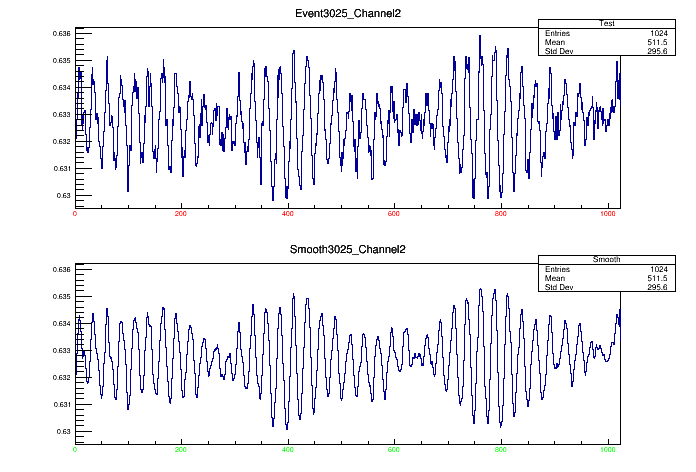 Event3025_Channel2
Test
Entries 1024
Mean 511.5
Std Dev 295.6
0.636
0.635
0.634
0.633
0.632
0.631
0.63
0 200 400 600 800 1000
Smooth3025_Channel2
Smooth
Entries 1024
Mean 511.5
Std Dev 295.6
0.636
0.635
0.634
0.633
0.632
0.631
0.63
0 200 400 600 800 1000